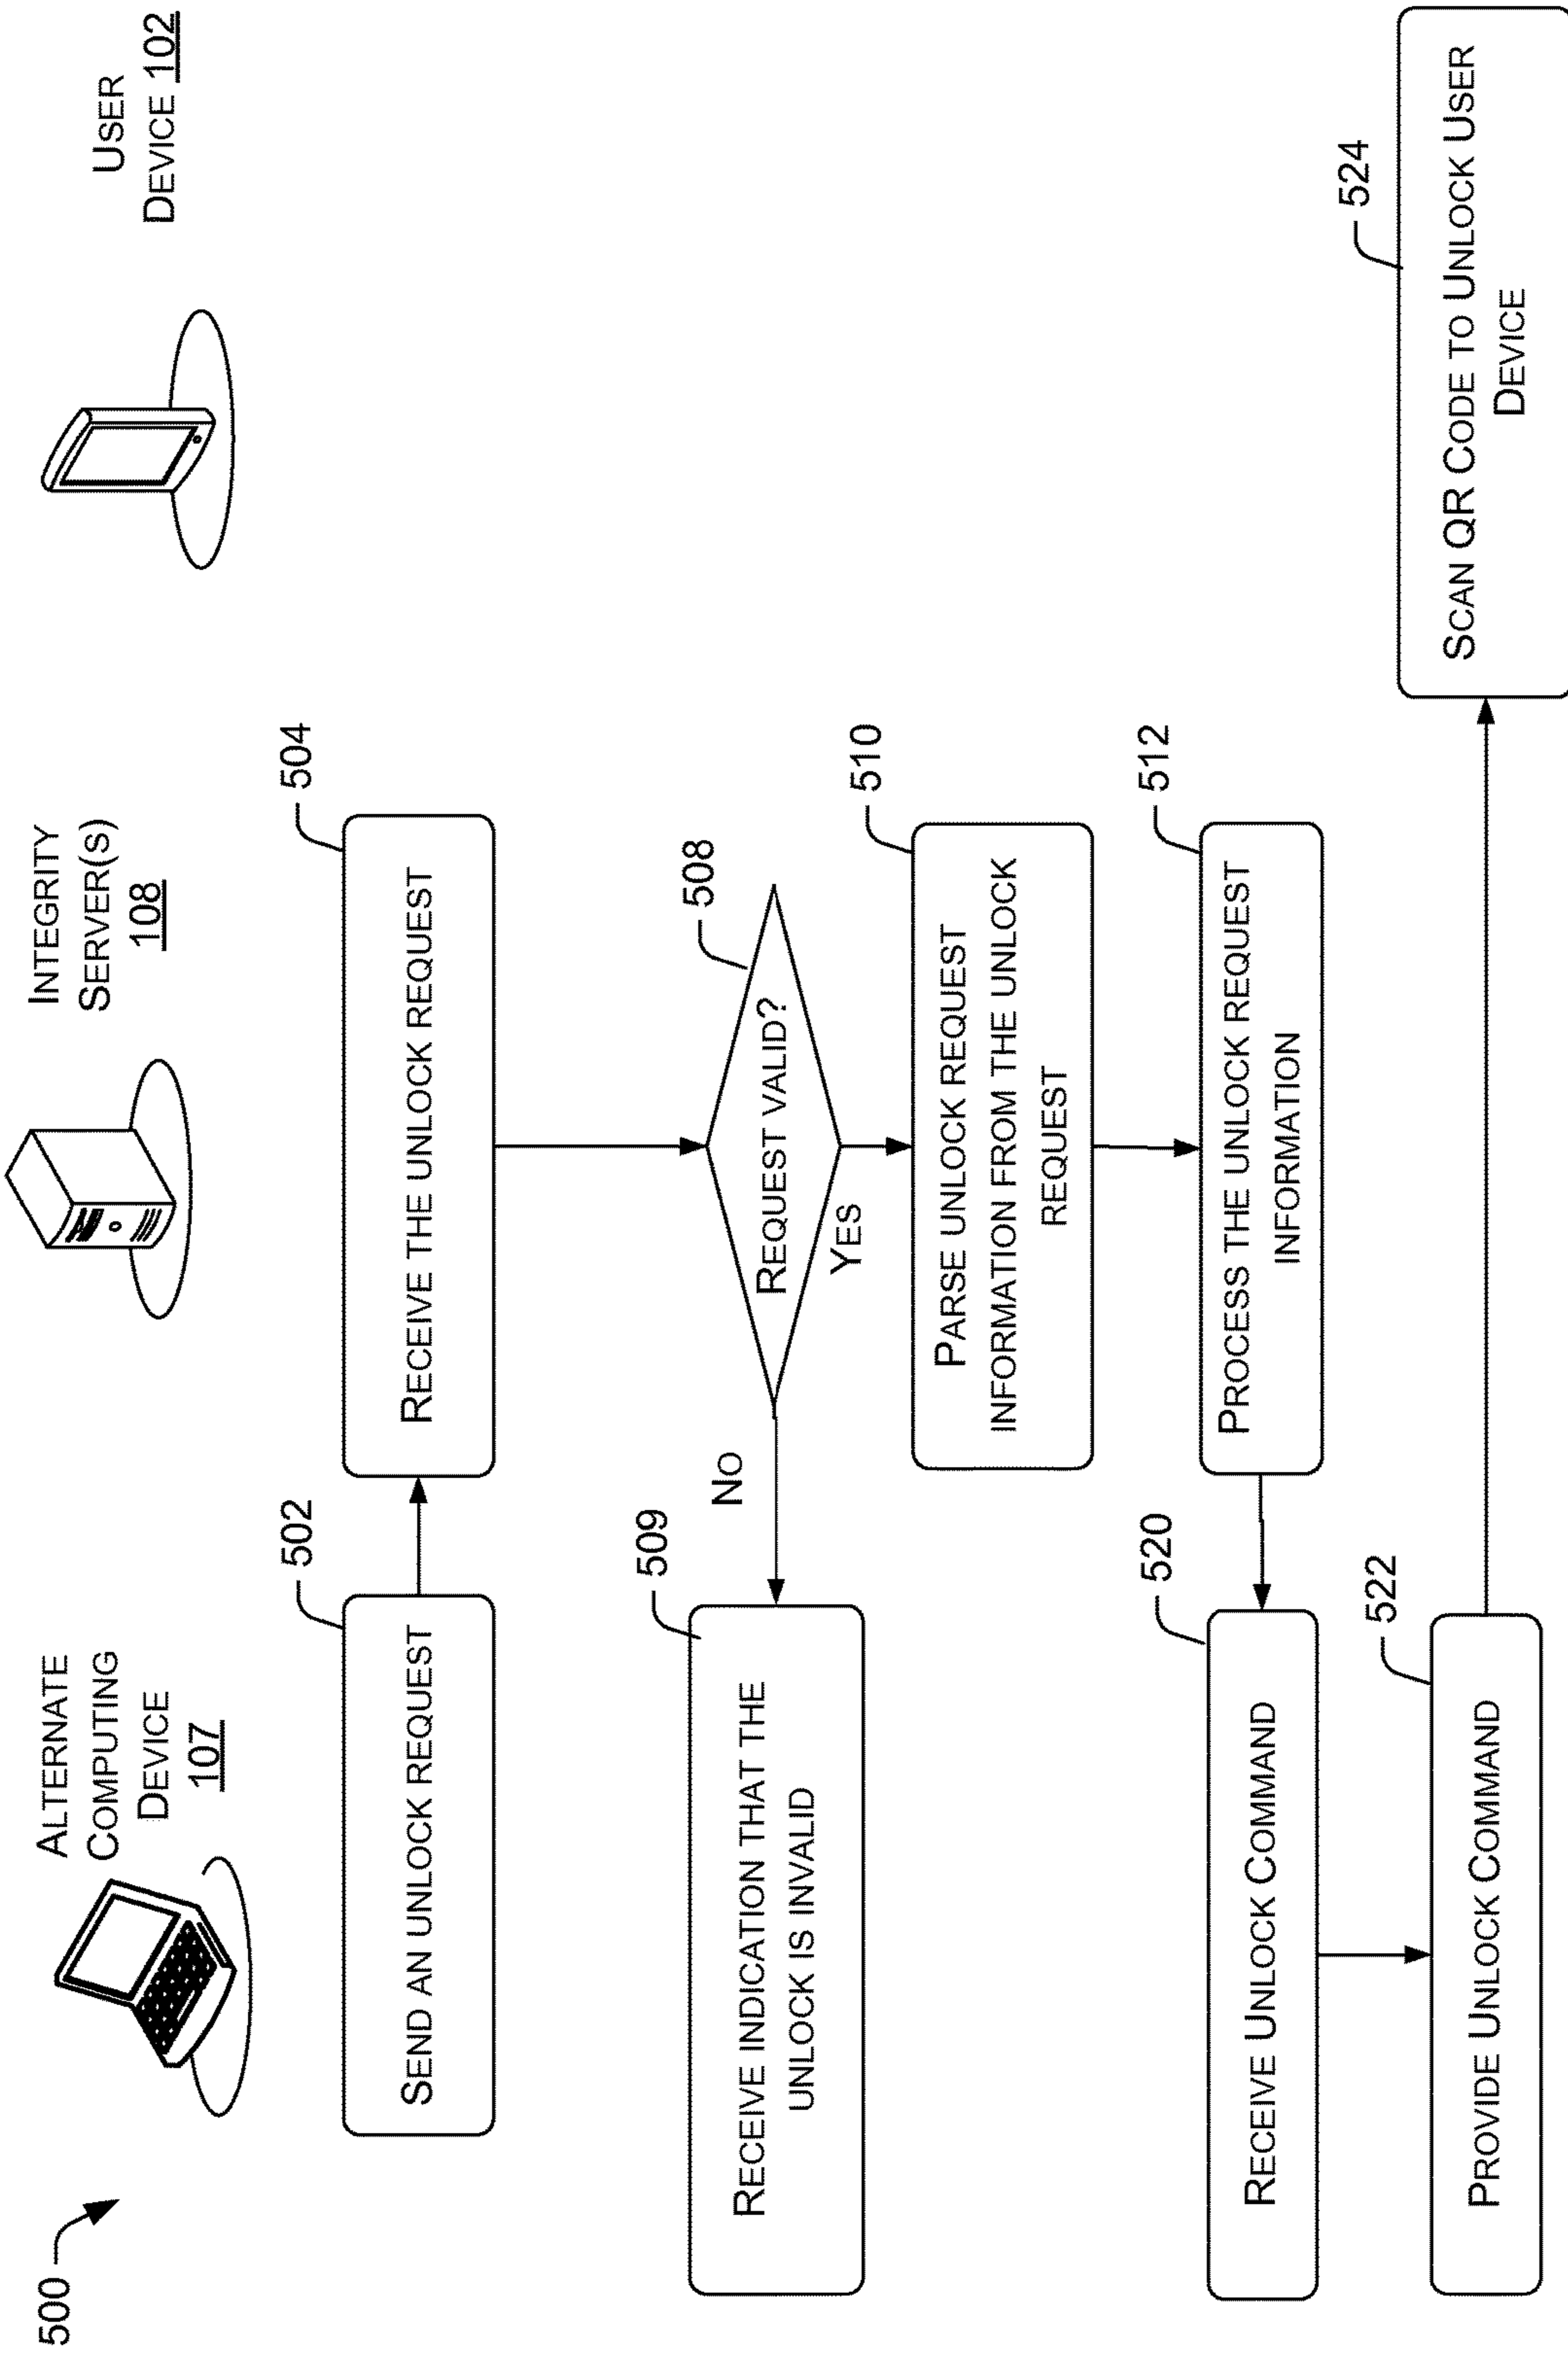 500
ALTERNATE
COMPUTING
DEVICE
107
INTEGRITY
SERVER(S)
108
USER
DEVICE 102
502
SEND AN UNLOCK REQUEST
504
RECEIVE THE UNLOCK REQUEST
508
REQUEST VALID?
NO
YES
509
RECEIVE INDICATION THAT THE
UNLOCK IS INVALID
510
PARSE UNLOCK REQUEST
INFORMATION FROM THE UNLOCK
REQUEST
512
PROCESS THE UNLOCK REQUEST
INFORMATION
520
RECEIVE UNLOCK COMMAND
522
PROVIDE UNLOCK COMMAND
524
SCAN QR CODE TO UNLOCK USER
DEVICE